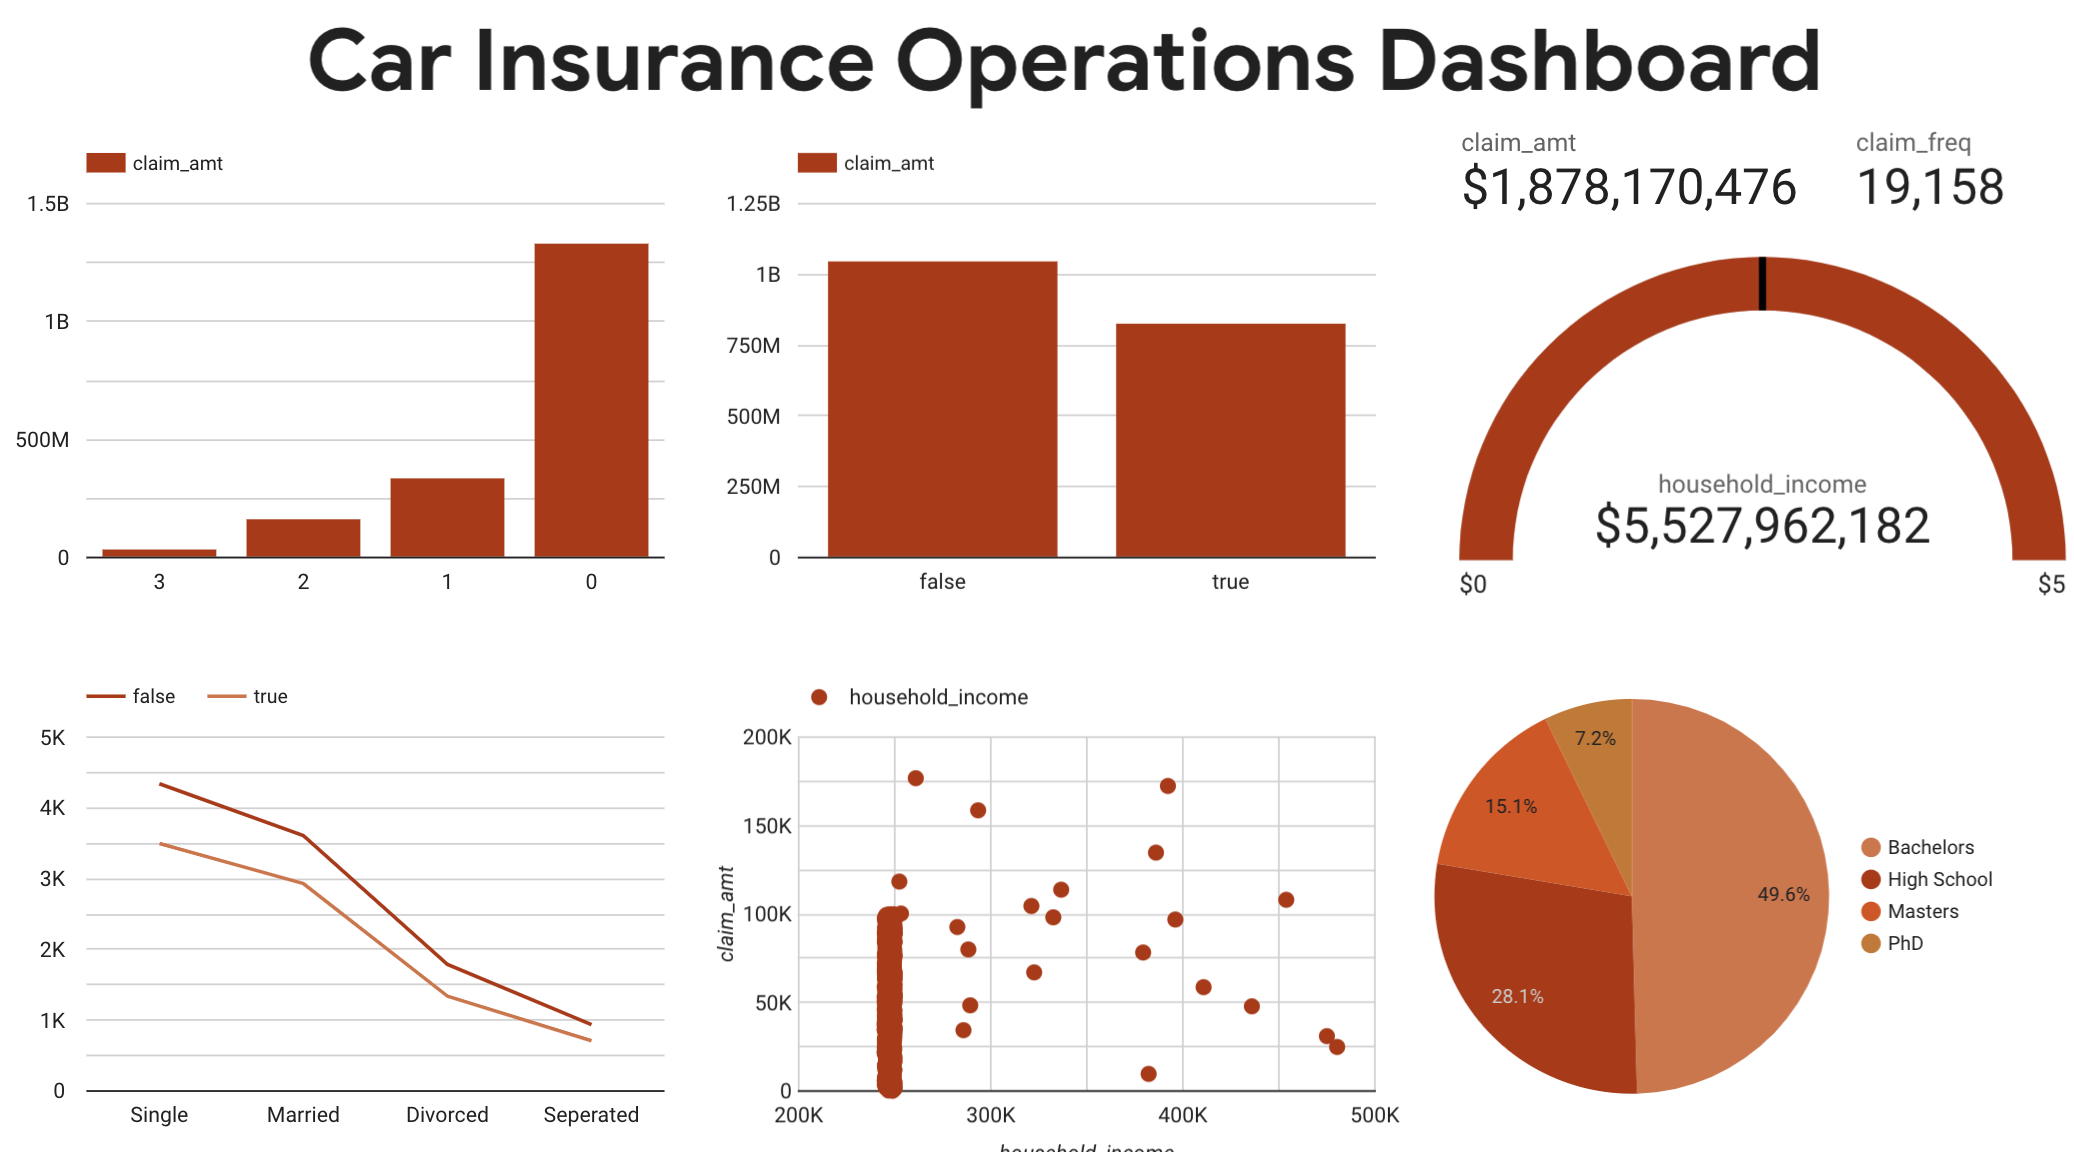 Car Insurance Operations Dashboard
claim_amt
1.5B
1B
500M
0
3 2 1 0
claim_amt
1.25B
1B
750M
500M
250M
0
false true
claim_amt
$1,878,170,476
claim_freq
19,158
household_income
$5,527,962,182
$0 $5
false true
5K
4K
3K
2K
1K
0
Single Married Divorced Seperated
household_income
claim_amt
200K
150K
100K
50K
0
200K 300K 400K 500K
household_income
7.2%
15.1%
49.6%
28.1%
Bachelors
High School
Masters
PhD